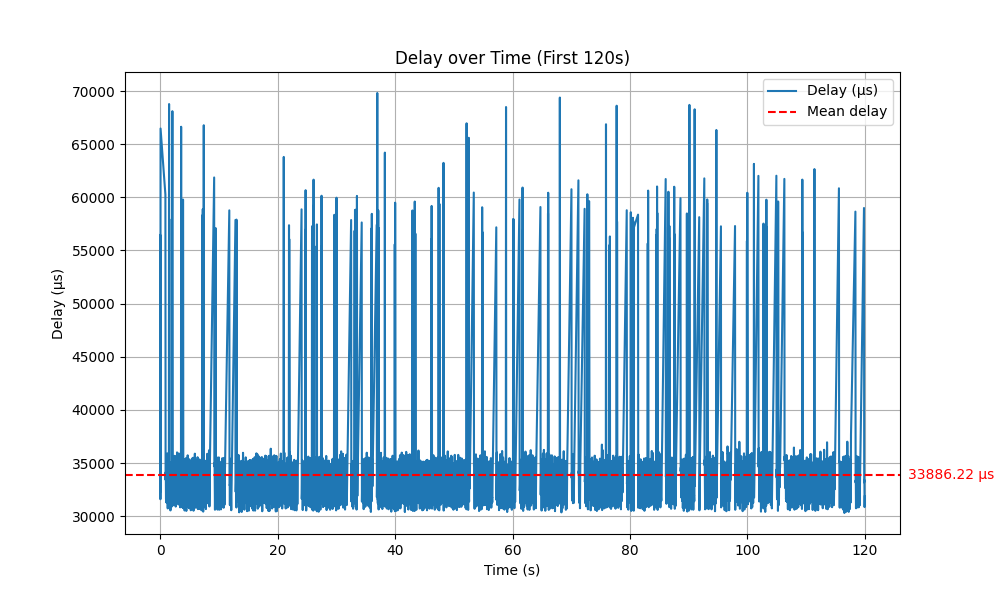 Delay over Time (First 120s)
70000
65000
60000
55000
50000
45000
40000
35000
30000
Delay (µs)
Delay (µs)
Mean delay
33886.22 µs
0 20 40 60 80 100 120
Time (s)